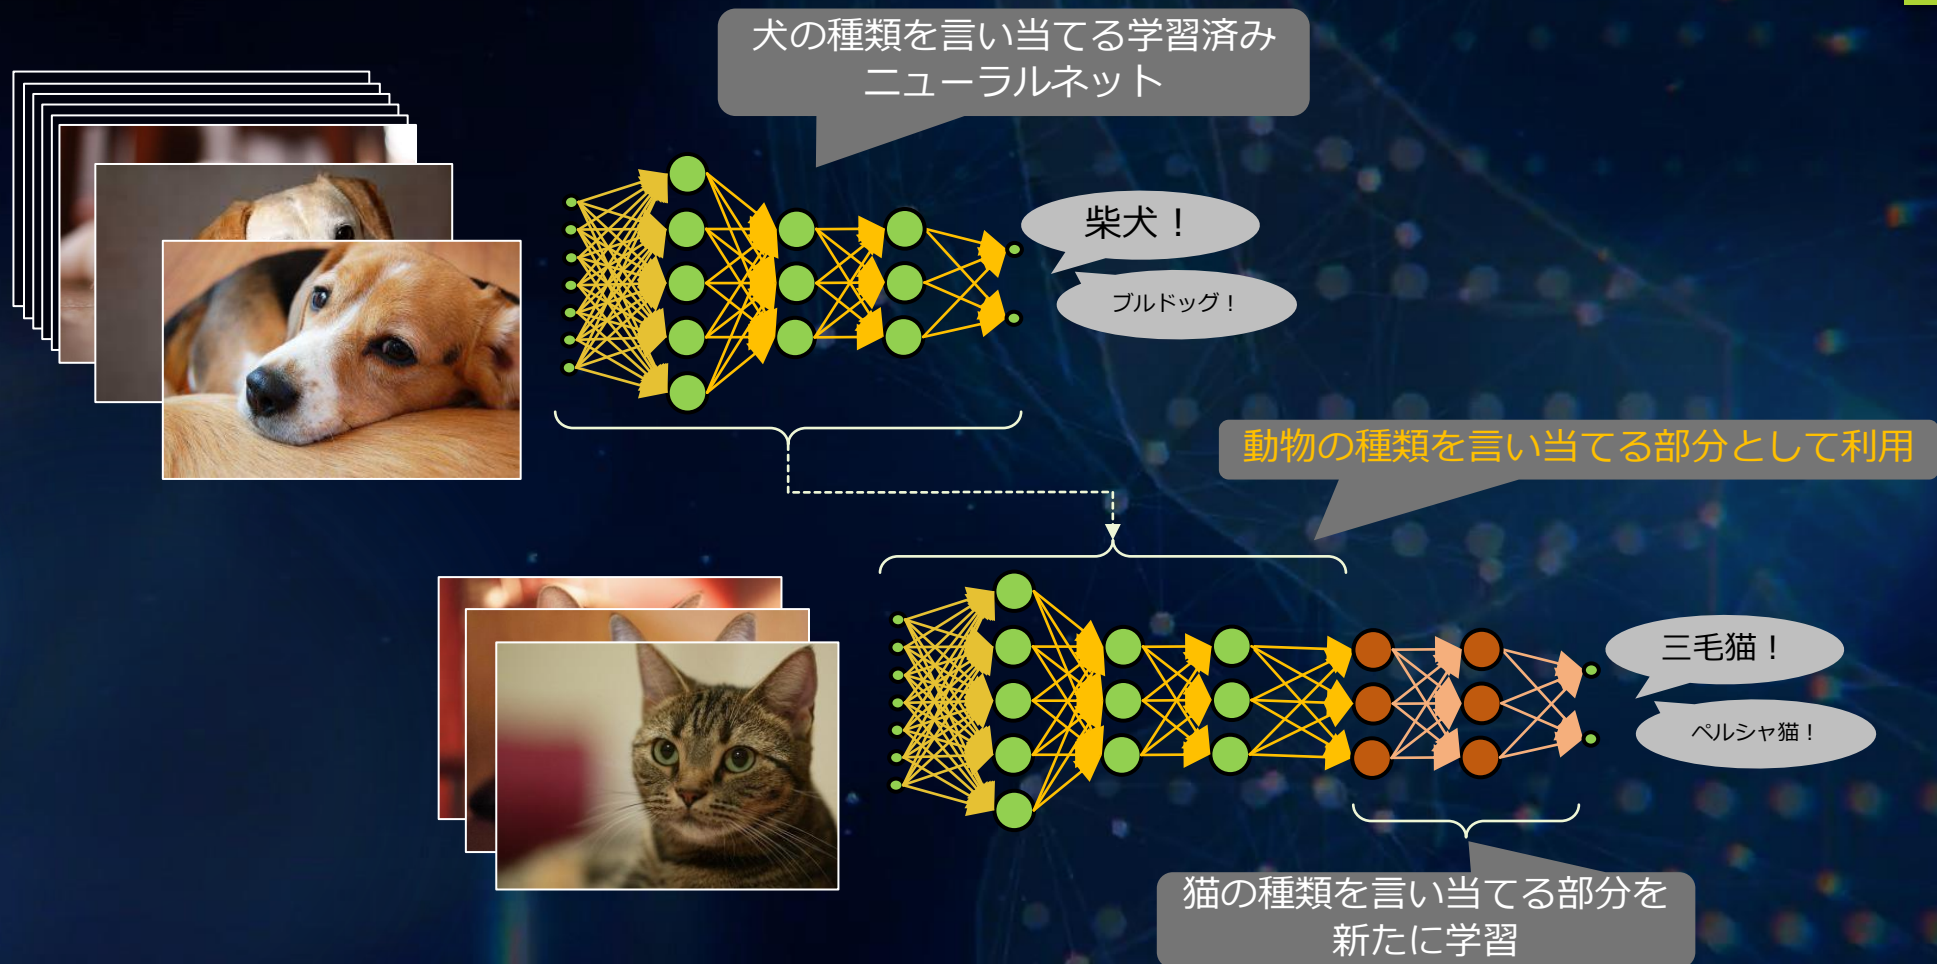 犬の種類を言い当てる学習済み
ニューラルネット
柴犬！
ブルドッグ！
動物の種類を言い当てる部分として利用
三毛猫！
ペルシャ猫！
猫の種類を言い当てる部分を
新たに学習